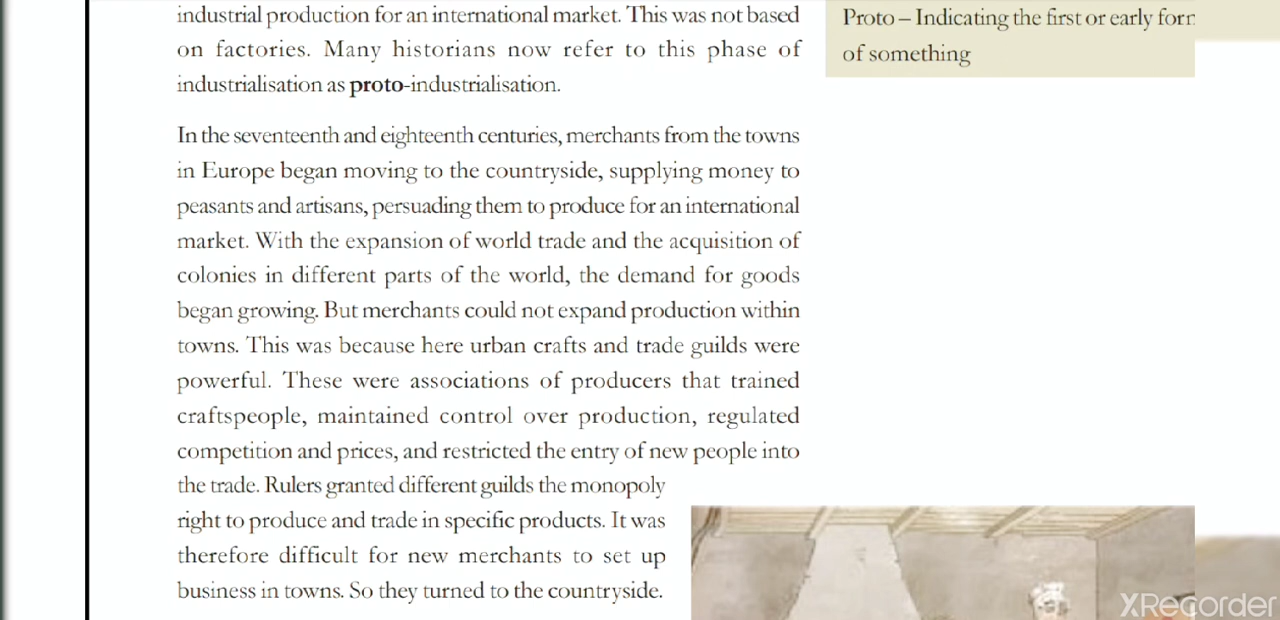 industrial production for an international market. This was not based
on factories. Many historians now refer to this phase of
industrialisation as proto-industrialisation.
In the seventeenth and eighteenth centuries, merchants from the towns
in Europe began moving to the countryside, supplying money to
peasants and artisans, persuading them to produce for an international
market. With the expansion of world trade and the acquisition of
colonies in different parts of the world, the demand for goods
began growing. But merchants could not expand production within
towns. This was because here urban crafts and trade guilds were
powerful. These were associations of producers that trained
craftspeople, maintained control over production, regulated
competition and prices, and restricted the entry of new people into
the trade. Rulers granted different guilds the monopoly
right to produce and trade in specific products. It was
therefore difficult for new merchants to set up
business in towns. So they turned to the countryside.
Proto – Indicating the first or early form
of something
XRecorder